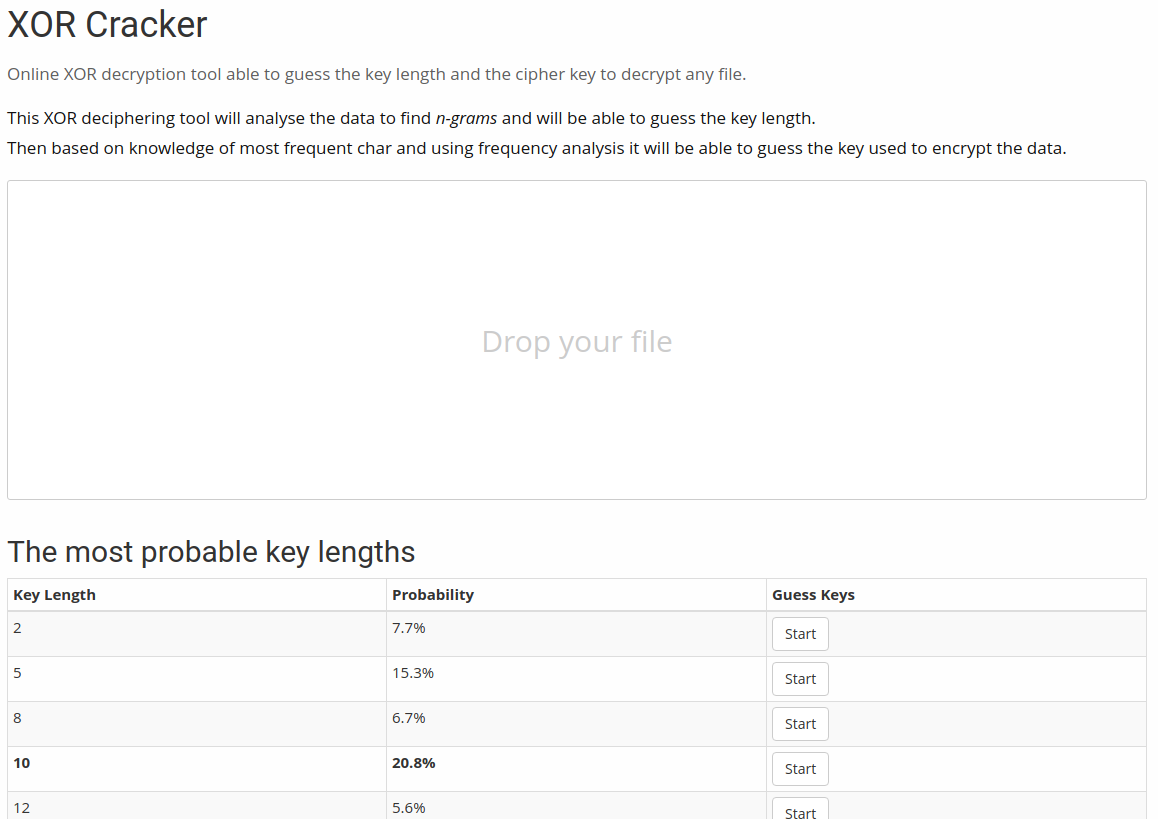 XOR Cracker
Online XOR decryption tool able to guess the key length and the cipher key to decrypt any file.
This XOR deciphering tool will analyse the data to find n-grams and will be able to guess the key length.
Then based on knowledge of most frequent char and using frequency analysis it will be able to guess the key used to encrypt the data.
Drop your file
The most probable key lengths
Key Length Probability Guess Keys
2 7.7% Start
5 15.3% Start
8 6.7% Start
10 20.8% Start
12 5.6% Start